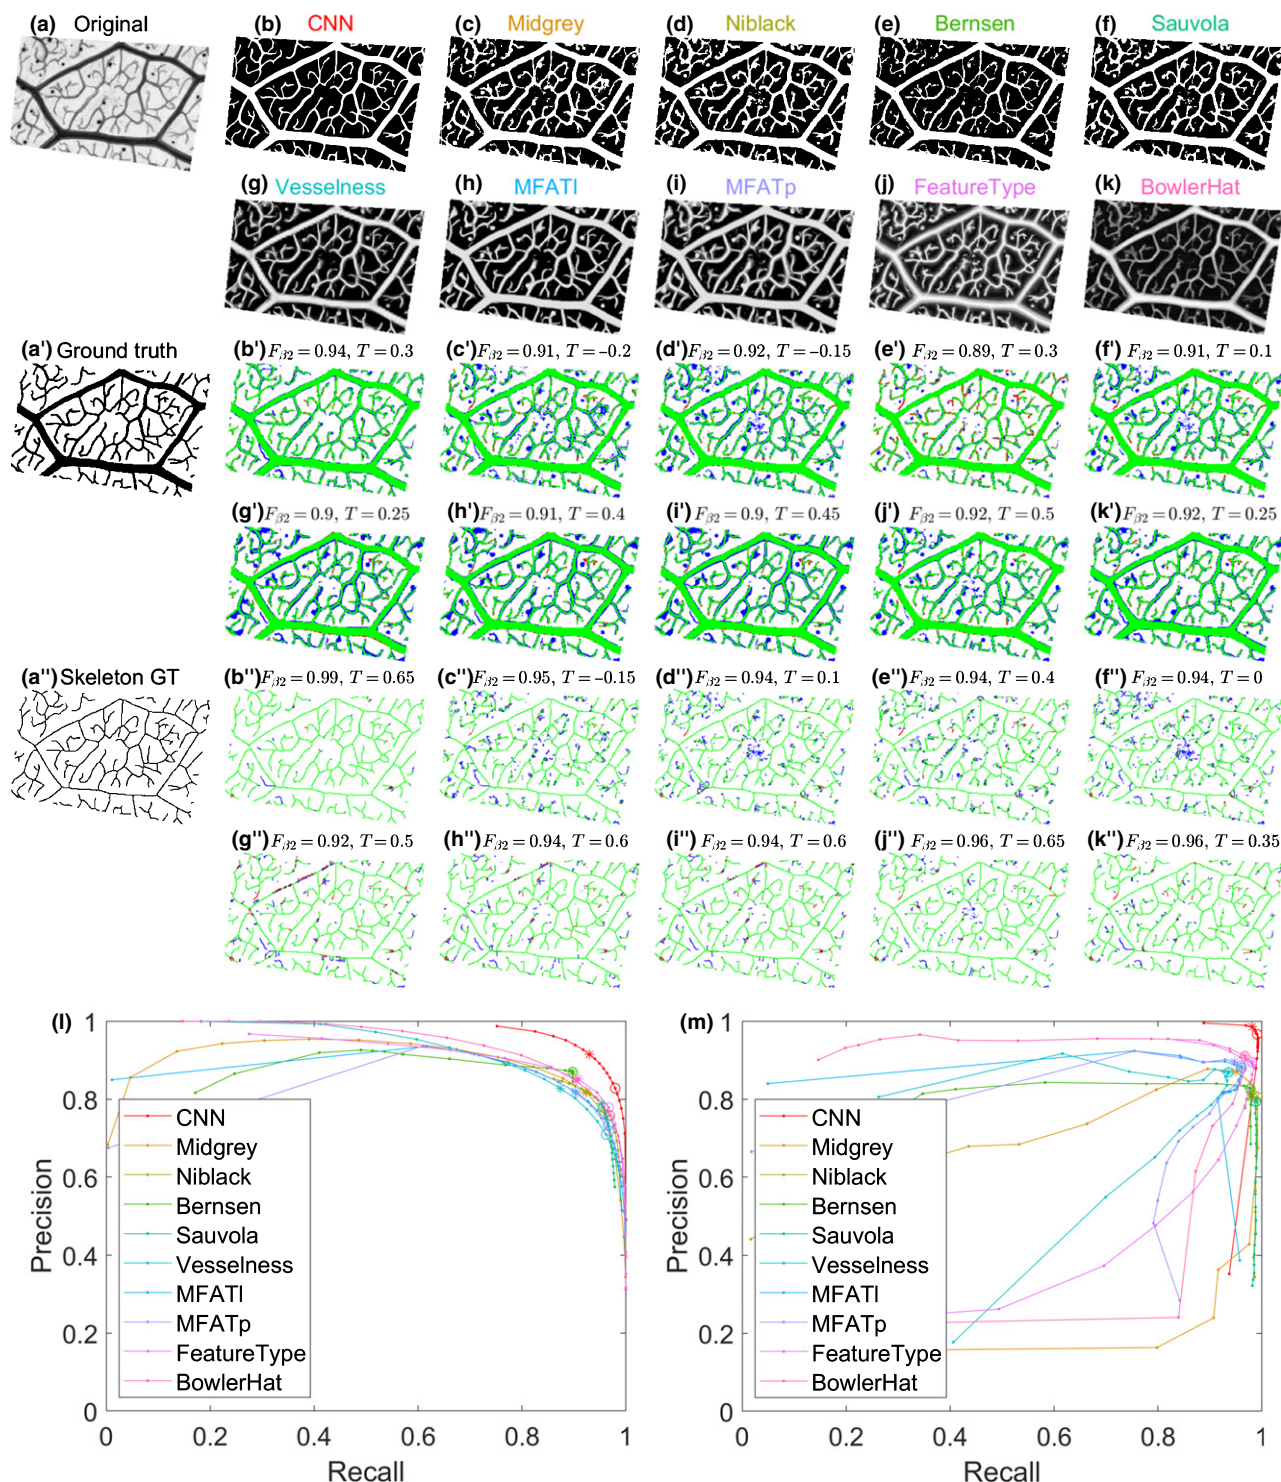 (a) Original (b) CNN (c) Midgrey (d) Niblack (e) Bernsen (f) Sauvola
(g) Vesselness (h) MFATl (i) MFATp (j) FeatureType (k) BowlerHat
(a') Ground truth (b') Fβ2 = 0.94, T = 0.3 (c') Fβ2 = 0.91, T = −0.2 (d') Fβ2 = 0.92, T = −0.15 (e') Fβ2 = 0.89, T = 0.3 (f') Fβ2 = 0.91, T = 0.1
(g') Fβ2 = 0.9, T = 0.25 (h') Fβ2 = 0.91, T = 0.4 (i') Fβ2 = 0.9, T = 0.45 (j') Fβ2 = 0.92, T = 0.5 (k') Fβ2 = 0.92, T = 0.25
(a'') Skeleton GT (b'') Fβ2 = 0.99, T = 0.65 (c'') Fβ2 = 0.95, T = −0.15 (d'') Fβ2 = 0.94, T = 0.1 (e'') Fβ2 = 0.94, T = 0.4 (f'') Fβ2 = 0.94, T = 0
(g'') Fβ2 = 0.92, T = 0.5 (h'') Fβ2 = 0.94, T = 0.6 (i'') Fβ2 = 0.94, T = 0.6 (j'') Fβ2 = 0.96, T = 0.65 (k'') Fβ2 = 0.96, T = 0.35
(l)
1
0.8
0.6
0.4
0.2
0
Precision
CNN
Midgrey
Niblack
Bernsen
Sauvola
Vesselness
MFATl
MFATp
FeatureType
BowlerHat
0 0.2 0.4 0.6 0.8 1
Recall
(m)
1
0.8
0.6
0.4
0.2
0
Precision
CNN
Midgrey
Niblack
Bernsen
Sauvola
Vesselness
MFATl
MFATp
FeatureType
BowlerHat
0 0.2 0.4 0.6 0.8 1
Recall